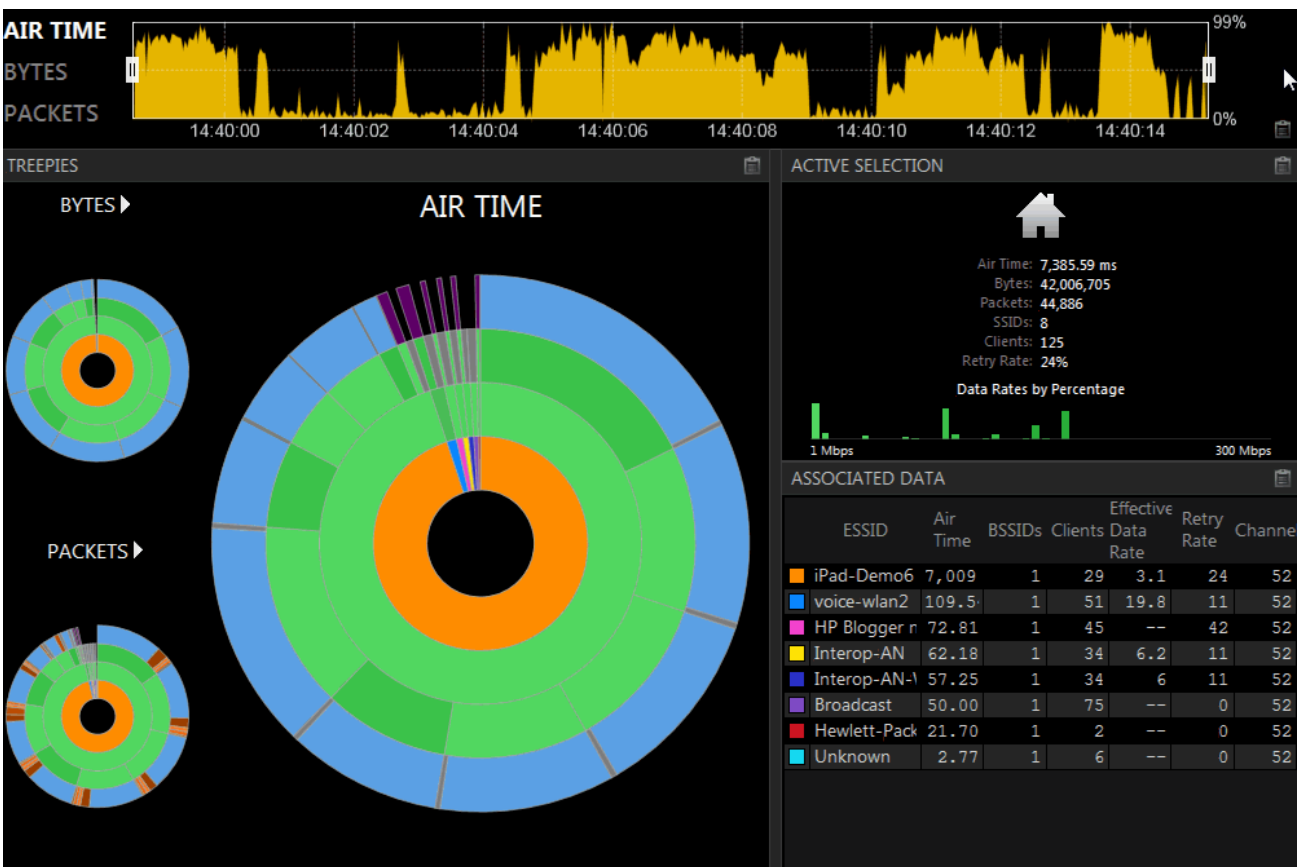 AIR TIME
BYTES
PACKETS
99%
0%
14:40:00 14:40:02 14:40:04 14:40:06 14:40:08 14:40:10 14:40:12 14:40:14
TREEPIES
BYTES
AIR TIME
PACKETS
ACTIVE SELECTION
Air Time: 7,385.59 ms
Bytes: 42,006,705
Packets: 44,886
SSIDs: 8
Clients: 125
Retry Rate: 24%
Data Rates by Percentage
1 Mbps 300 Mbps
ASSOCIATED DATA
ESSID Air Time BSSIDs Clients Effective Data Rate Retry Rate Channe
iPad-Demo6 7,009 1 29 3.1 24 52
voice-wlan2 109.5 1 51 19.8 11 52
HP Blogger n 72.81 1 45 -- 42 52
Interop-AN 62.18 1 34 6.2 11 52
Interop-AN-\ 57.25 1 34 6 11 52
Broadcast 50.00 1 75 -- 0 52
Hewlett-Pack 21.70 1 2 -- 0 52
Unknown 2.77 1 6 -- 0 52